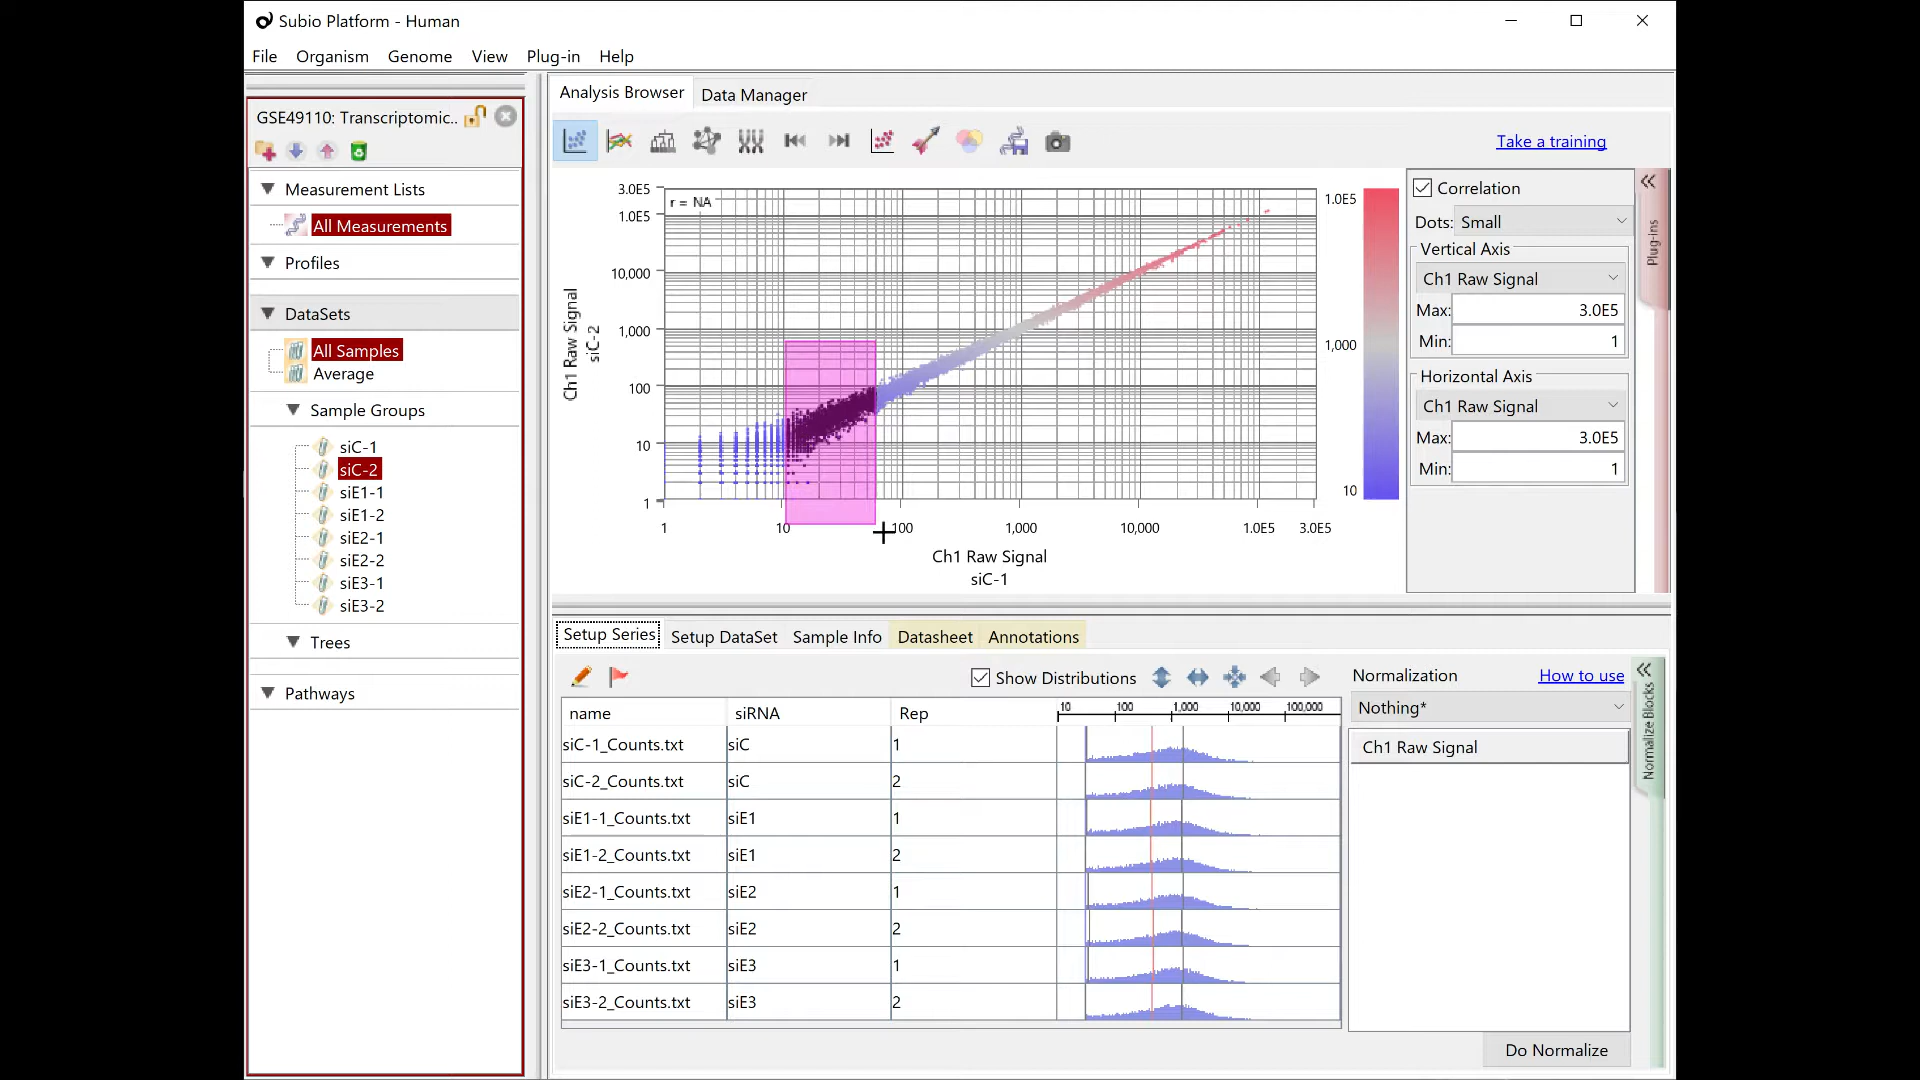 Subio Platform - Human
File Organism Genome View Plug-in Help
GSE49110: Transcriptomic..
Measurement Lists
All Measurements
Profiles
DataSets
All Samples
Average
Sample Groups
siC-1
siC-2
siE1-1
siE1-2
siE2-1
siE2-2
siE3-1
siE3-2
Trees
Pathways
Analysis Browser Data Manager
Take a training
r = NA
3.0E5
1.0E5
10,000
1,000
100
10
1
Ch1 Raw Signal
siC-2
1 10 100 1,000 10,000 1.0E5 3.0E5
Ch1 Raw Signal
siC-1
1.0E5
1,000
10
Correlation
Dots: Small
Vertical Axis
Ch1 Raw Signal
Max: 3.0E5
Min: 1
Horizontal Axis
Ch1 Raw Signal
Max: 3.0E5
Min: 1
Plug-ins
Setup Series Setup DataSet Sample Info Datasheet Annotations
Show Distributions
name siRNA Rep 10 100 1,000 10,000 100,000
siC-1_Counts.txt siC 1
siC-2_Counts.txt siC 2
siE1-1_Counts.txt siE1 1
siE1-2_Counts.txt siE1 2
siE2-1_Counts.txt siE2 1
siE2-2_Counts.txt siE2 2
siE3-1_Counts.txt siE3 1
siE3-2_Counts.txt siE3 2
Normalization How to use
Nothing*
Ch1 Raw Signal
Normalize Blocks
Do Normalize